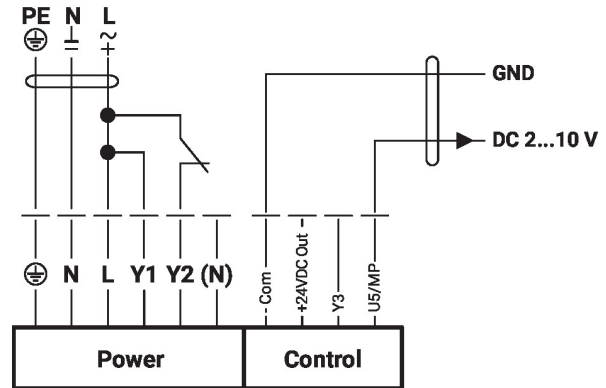 PE N L
~
+
GND
DC 2...10 V
N L Y1 Y2 (N)
- Com
+24VDC Out -
Y3
U5/MP
Power
Control